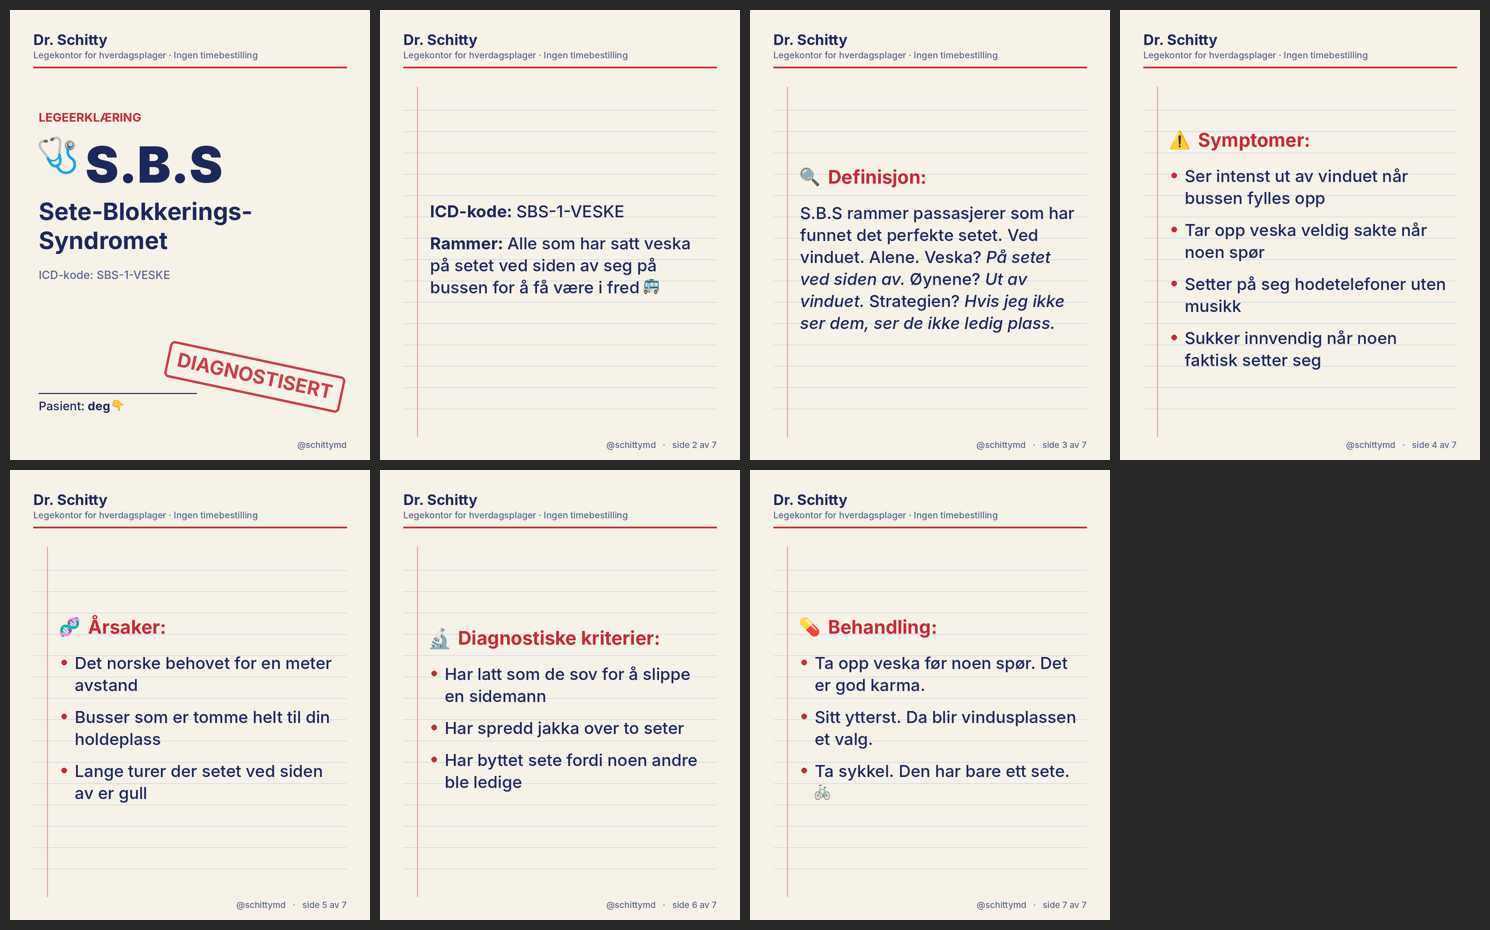 Dr. Schitty
Legekontor for hverdagsplager · Ingen timebestilling
LEGEERKLÆRING
🩺 S.B.S
Sete-Blokkerings-
Syndromet
ICD-kode: SBS-1-VESKE
DIAGNOSTISERT
Pasient: deg👇
@schittymd
Dr. Schitty
Legekontor for hverdagsplager · Ingen timebestilling
ICD-kode: SBS-1-VESKE
Rammer: Alle som har satt veska
på setet ved siden av seg på
bussen for å få være i fred 🚌
@schittymd · side 2 av 7
Dr. Schitty
Legekontor for hverdagsplager · Ingen timebestilling
🔍 Definisjon:
S.B.S rammer passasjerer som har
funnet det perfekte setet. Ved
vinduet. Alene. Veska? På setet
ved siden av. Øynene? Ut av
vinduet. Strategien? Hvis jeg ikke
ser dem, ser de ikke ledig plass.
@schittymd · side 3 av 7
Dr. Schitty
Legekontor for hverdagsplager · Ingen timebestilling
⚠️ Symptomer:
• Ser intenst ut av vinduet når
bussen fylles opp
• Tar opp veska veldig sakte når
noen spør
• Setter på seg hodetelefoner uten
musikk
• Sukker innvendig når noen
faktisk setter seg
@schittymd · side 4 av 7
Dr. Schitty
Legekontor for hverdagsplager · Ingen timebestilling
🧬 Årsaker:
• Det norske behovet for en meter
avstand
• Busser som er tomme helt til din
holdeplass
• Lange turer der setet ved siden
av er gull
@schittymd · side 5 av 7
Dr. Schitty
Legekontor for hverdagsplager · Ingen timebestilling
🔬 Diagnostiske kriterier:
• Har latt som de sov for å slippe
en sidemann
• Har spredd jakka over to seter
• Har byttet sete fordi noen andre
ble ledige
@schittymd · side 6 av 7
Dr. Schitty
Legekontor for hverdagsplager · Ingen timebestilling
💊 Behandling:
• Ta opp veska før noen spør. Det
er god karma.
• Sitt ytterst. Da blir vindusplassen
et valg.
• Ta sykkel. Den har bare ett sete.
🚲
@schittymd · side 7 av 7